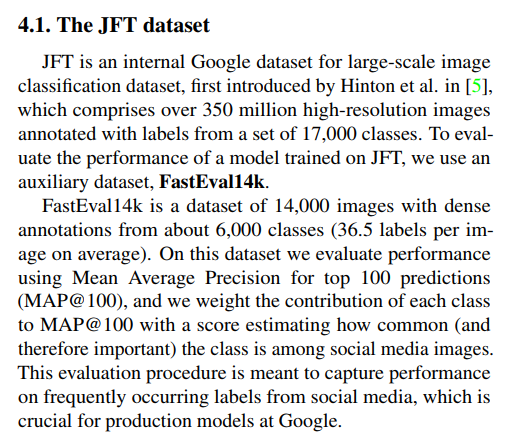 4.1. The JFT dataset
JFT is an internal Google dataset for large-scale image
classification dataset, first introduced by Hinton et al. in [5],
which comprises over 350 million high-resolution images
annotated with labels from a set of 17,000 classes. To eval-
uate the performance of a model trained on JFT, we use an
auxiliary dataset, FastEval14k.
FastEval14k is a dataset of 14,000 images with dense
annotations from about 6,000 classes (36.5 labels per im-
age on average). On this dataset we evaluate performance
using Mean Average Precision for top 100 predictions
(MAP@100), and we weight the contribution of each class
to MAP@100 with a score estimating how common (and
therefore important) the class is among social media images.
This evaluation procedure is meant to capture performance
on frequently occurring labels from social media, which is
crucial for production models at Google.